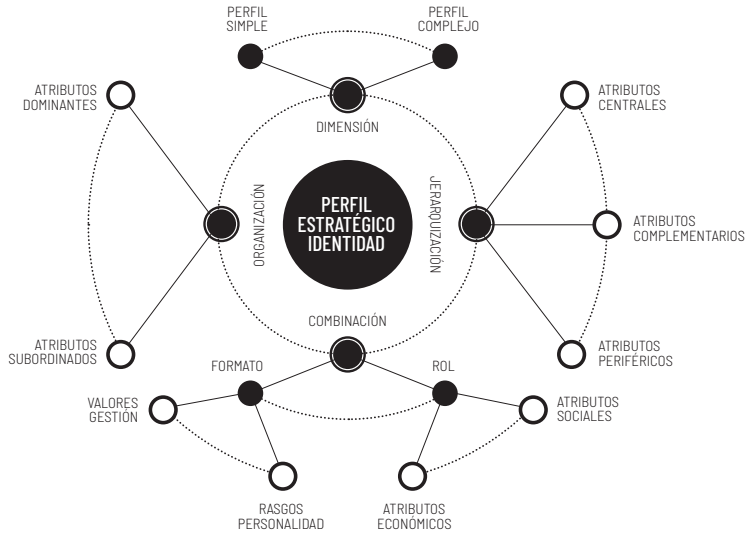 PERFIL
SIMPLE
PERFIL
COMPLEJO
ATRIBUTOS
DOMINANTES
ATRIBUTOS
CENTRALES
DIMENSIÓN
ORGANIZACIÓN
PERFIL
ESTRATÉGICO
IDENTIDAD
JERARQUIZACIÓN
ATRIBUTOS
COMPLEMENTARIOS
COMBINACIÓN
ATRIBUTOS
SUBORDINADOS
FORMATO
ROL
ATRIBUTOS
PERIFÉRICOS
VALORES
GESTIÓN
ATRIBUTOS
SOCIALES
RASGOS
PERSONALIDAD
ATRIBUTOS
ECONÓMICOS